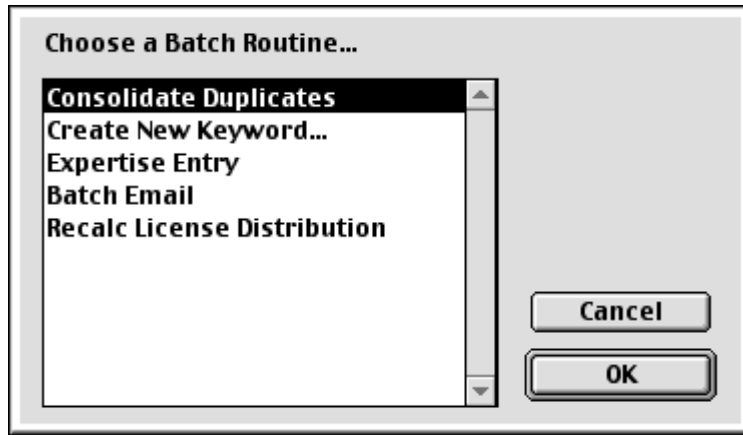 Choose a Batch Routine...
Consolidate Duplicates
Create New Keyword...
Expertise Entry
Batch Email
Recalc License Distribution
Cancel
OK